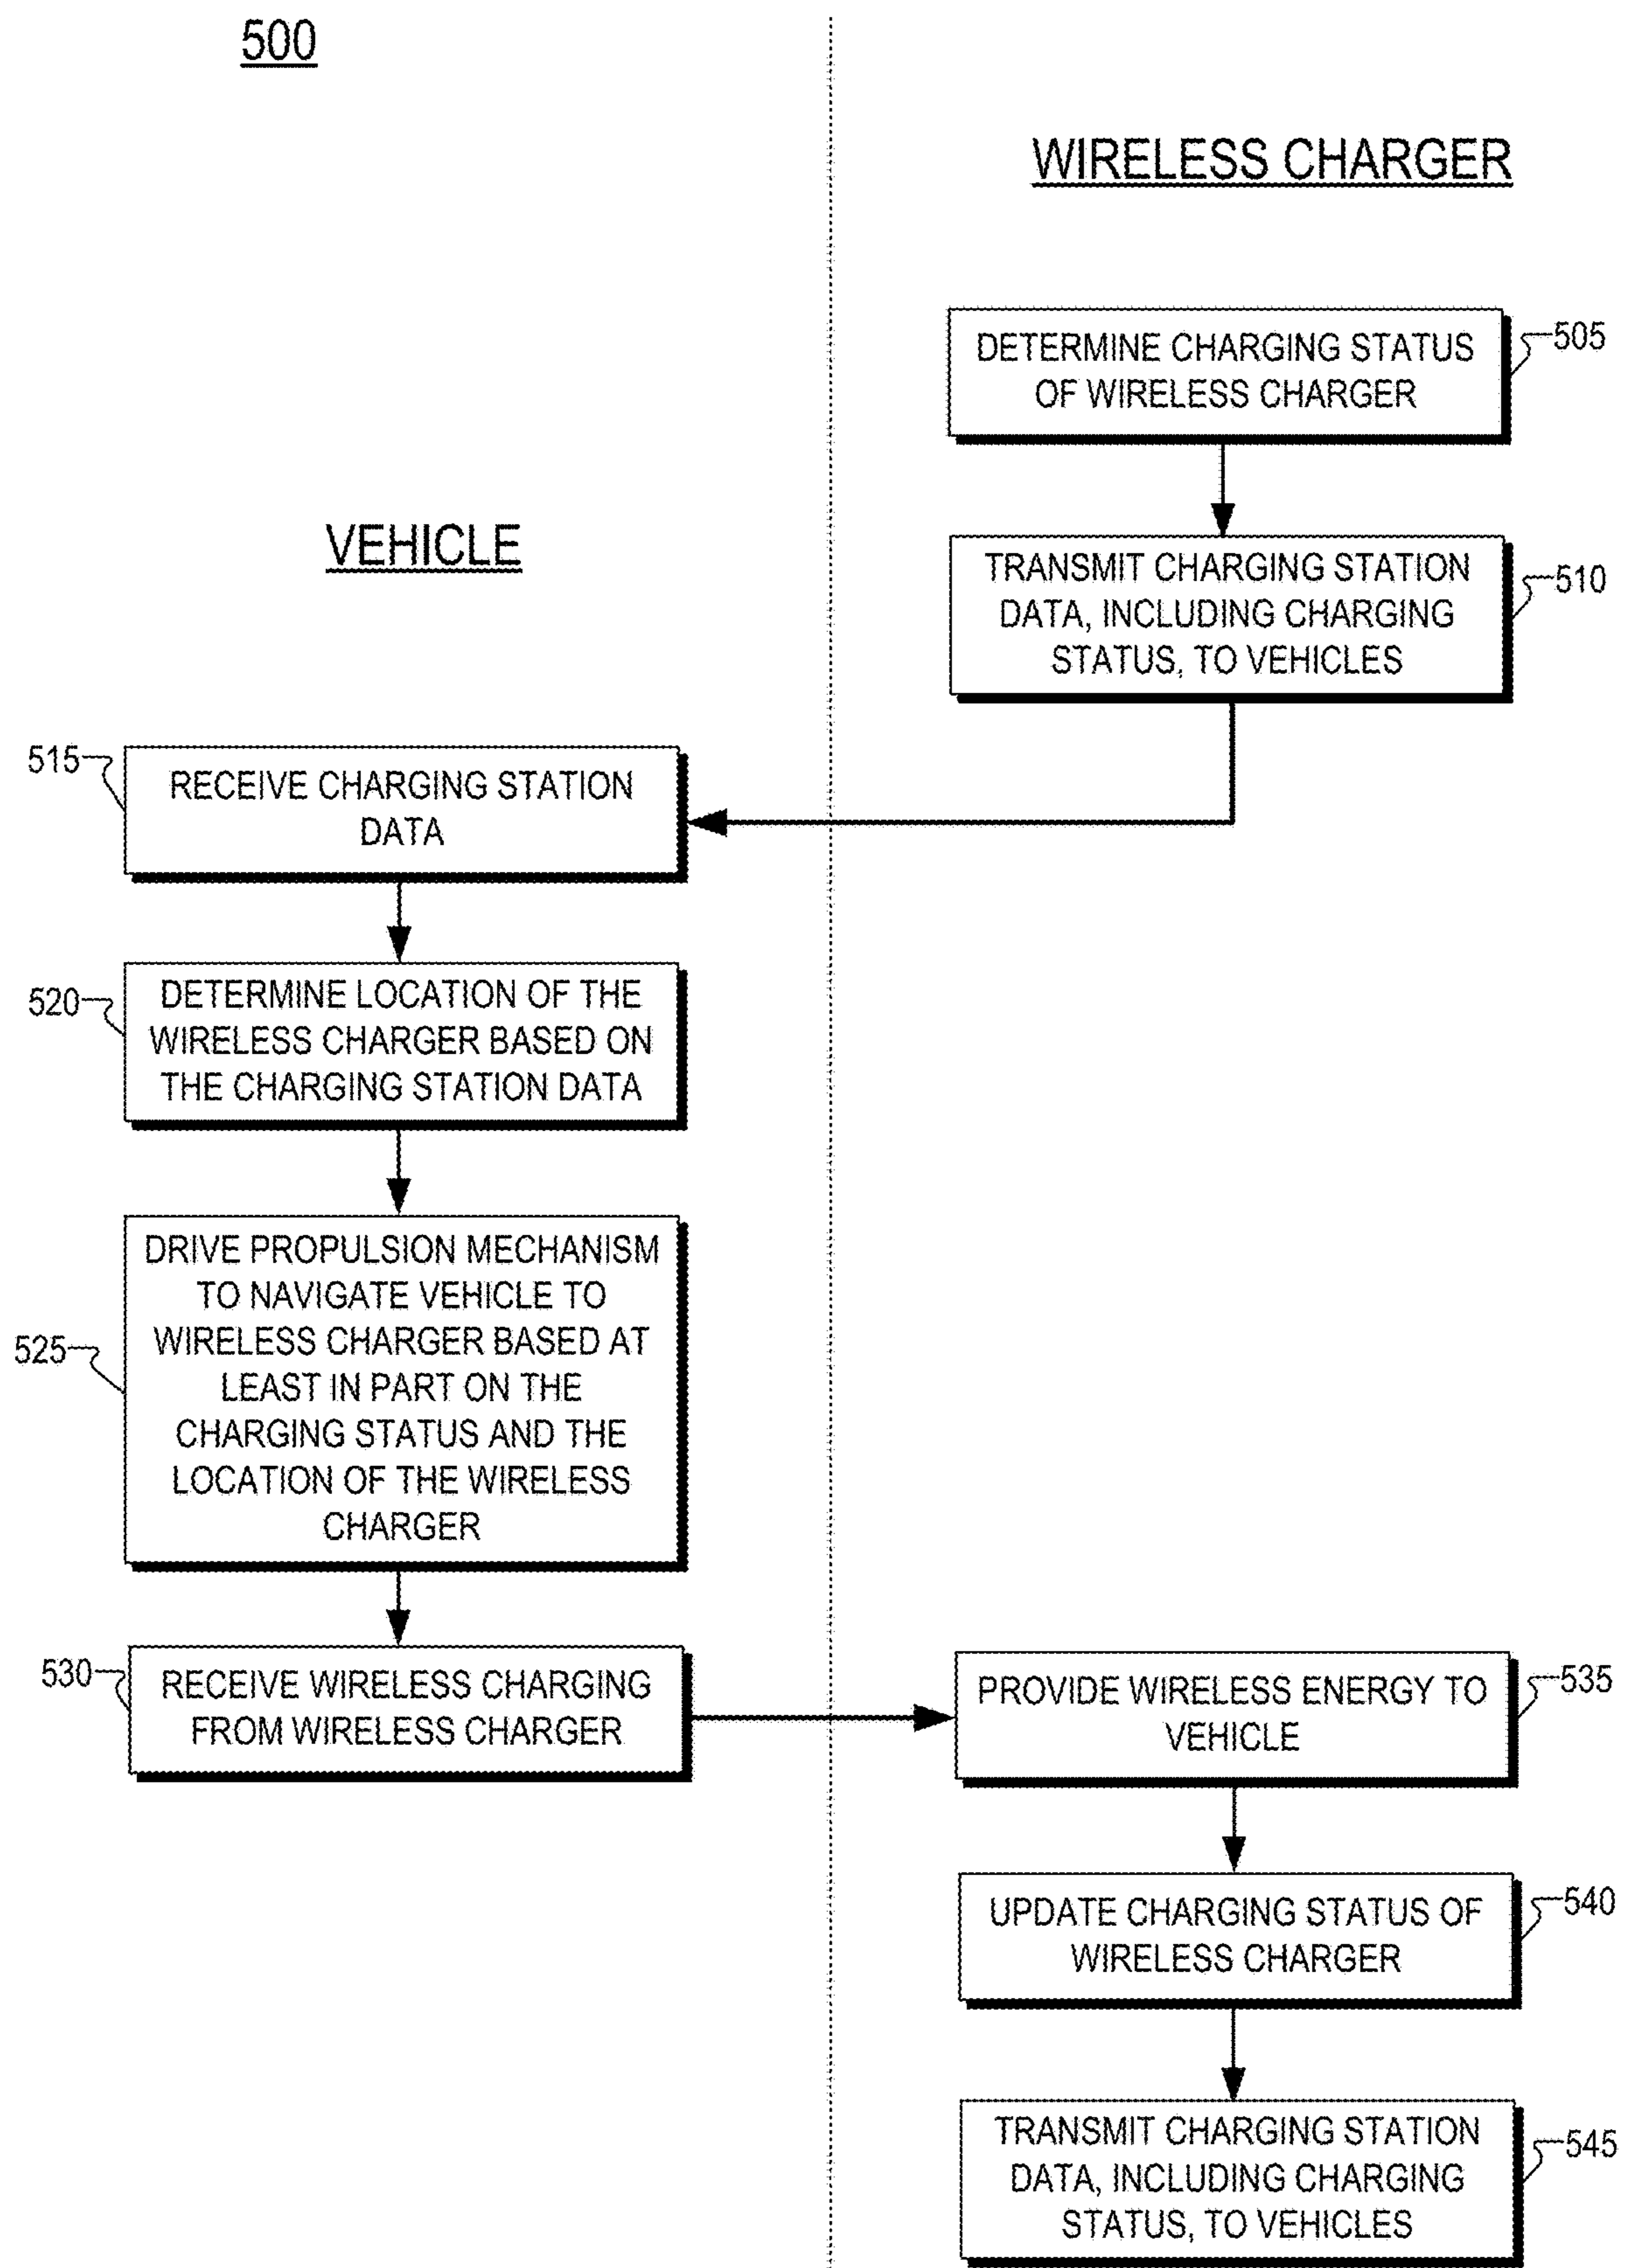 500
WIRELESS CHARGER
DETERMINE CHARGING STATUS
OF WIRELESS CHARGER
505
VEHICLE
TRANSMIT CHARGING STATION
DATA, INCLUDING CHARGING
STATUS, TO VEHICLES
510
515
RECEIVE CHARGING STATION
DATA
520
DETERMINE LOCATION OF THE
WIRELESS CHARGER BASED ON
THE CHARGING STATION DATA
525
DRIVE PROPULSION MECHANISM
TO NAVIGATE VEHICLE TO
WIRELESS CHARGER BASED AT
LEAST IN PART ON THE
CHARGING STATUS AND THE
LOCATION OF THE WIRELESS
CHARGER
530
RECEIVE WIRELESS CHARGING
FROM WIRELESS CHARGER
PROVIDE WIRELESS ENERGY TO
VEHICLE
535
UPDATE CHARGING STATUS OF
WIRELESS CHARGER
540
TRANSMIT CHARGING STATION
DATA, INCLUDING CHARGING
STATUS, TO VEHICLES
545